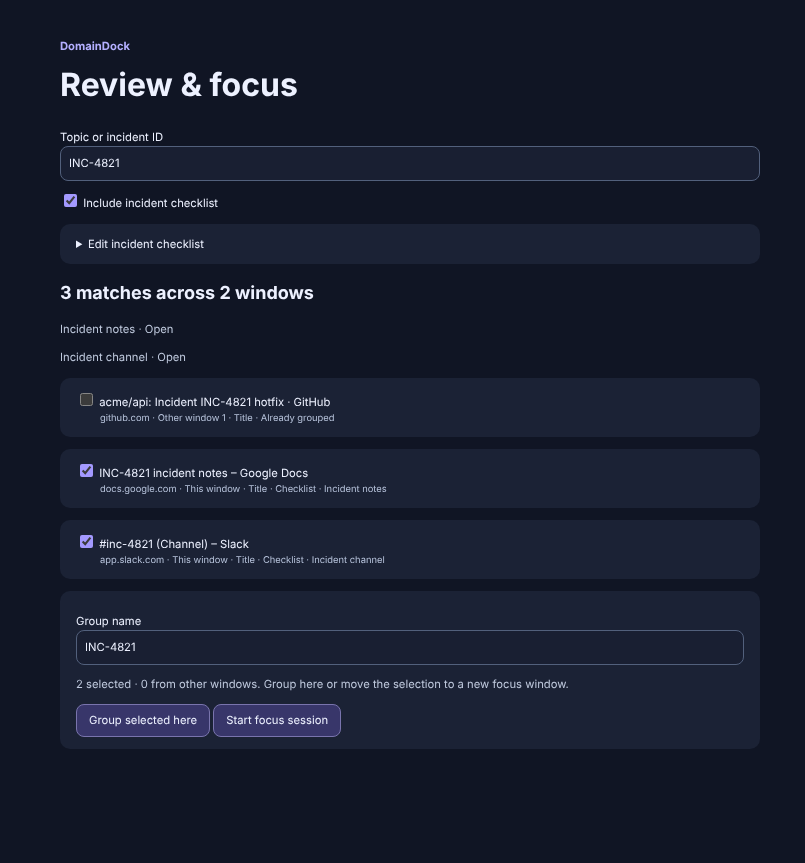 DomainDock
Review & focus
Topic or incident ID
INC-4821
Include incident checklist
Edit incident checklist
3 matches across 2 windows
Incident notes · Open
Incident channel · Open
acme/api: Incident INC-4821 hotfix · GitHub
github.com · Other window 1 · Title · Already grouped
INC-4821 incident notes – Google Docs
docs.google.com · This window · Title · Checklist · Incident notes
#inc-4821 (Channel) – Slack
app.slack.com · This window · Title · Checklist · Incident channel
Group name
INC-4821
2 selected · 0 from other windows. Group here or move the selection to a new focus window.
Group selected here
Start focus session